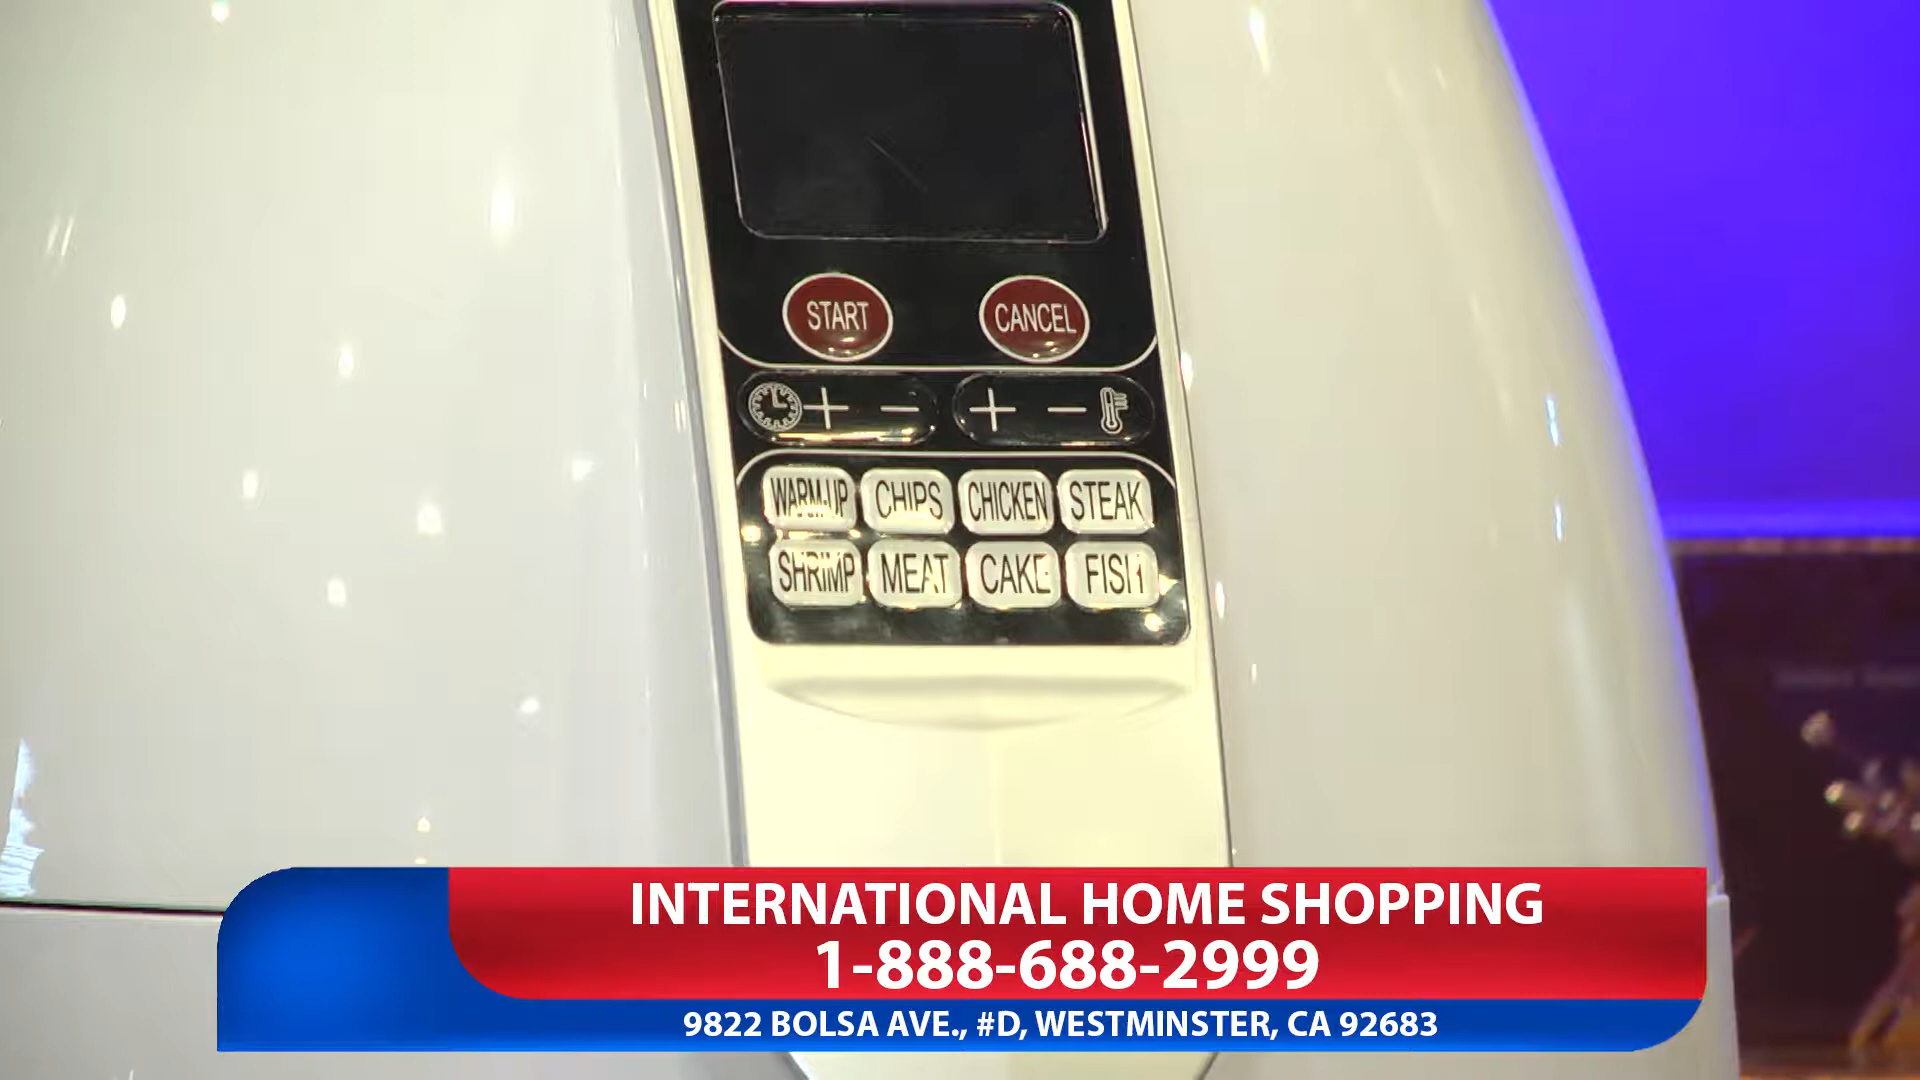 START CANCEL
+ − + −
WARM-UP CHIPS CHICKEN STEAK
SHRIMP MEAT CAKE FISH
INTERNATIONAL HOME SHOPPING
1-888-688-2999
9822 BOLSA AVE., #D, WESTMINSTER, CA 92683